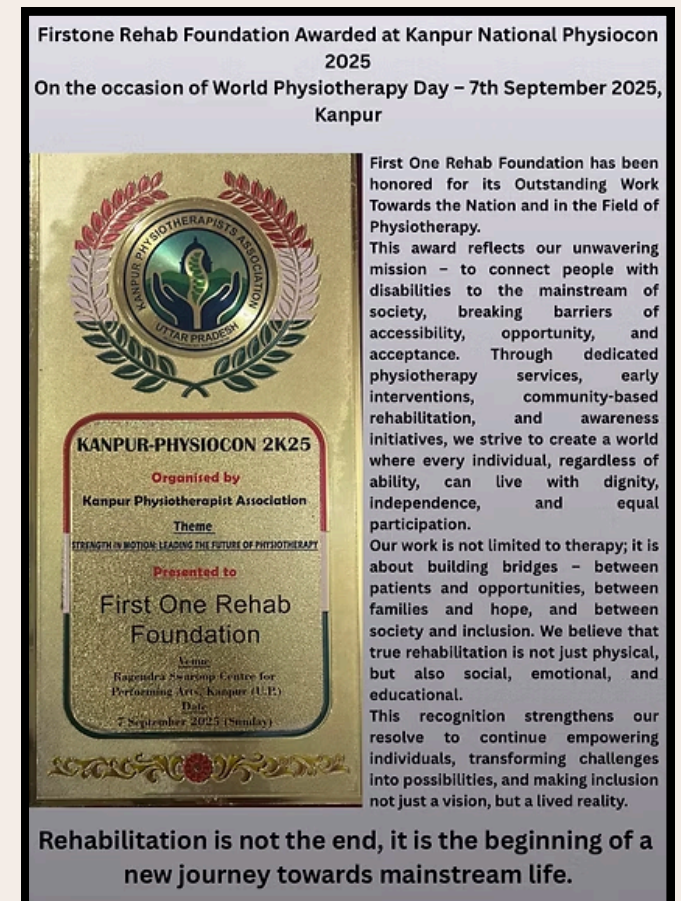 Firstone Rehab Foundation Awarded at Kanpur National Physiocon
2025
On the occasion of World Physiotherapy Day – 7th September 2025,
Kanpur
KANPUR PHYSIOTHERAPISTS ASSOCIATION
UTTAR PRADESH
KANPUR-PHYSIOCON 2K25
Organised by
Kanpur Physiotherapist Association
Theme
STRENGTH IN MOTION: LEADING THE FUTURE OF PHYSIOTHERAPY
Presented to
First One Rehab
Foundation
Venue
Ragendra Swaroop Centre for
Performing Arts, Kanpur (U.P.)
Date
7 September 2025 (Sunday)
First One Rehab Foundation has been
honored for its Outstanding Work
Towards the Nation and in the Field of
Physiotherapy.
This award reflects our unwavering
mission – to connect people with
disabilities to the mainstream of
society, breaking barriers of
accessibility, opportunity, and
acceptance. Through dedicated
physiotherapy services, early
interventions, community-based
rehabilitation, and awareness
initiatives, we strive to create a world
where every individual, regardless of
ability, can live with dignity,
independence, and equal
participation.
Our work is not limited to therapy; it is
about building bridges – between
patients and opportunities, between
families and hope, and between
society and inclusion. We believe that
true rehabilitation is not just physical,
but also social, emotional, and
educational.
This recognition strengthens our
resolve to continue empowering
individuals, transforming challenges
into possibilities, and making inclusion
not just a vision, but a lived reality.
Rehabilitation is not the end, it is the beginning of a
new journey towards mainstream life.